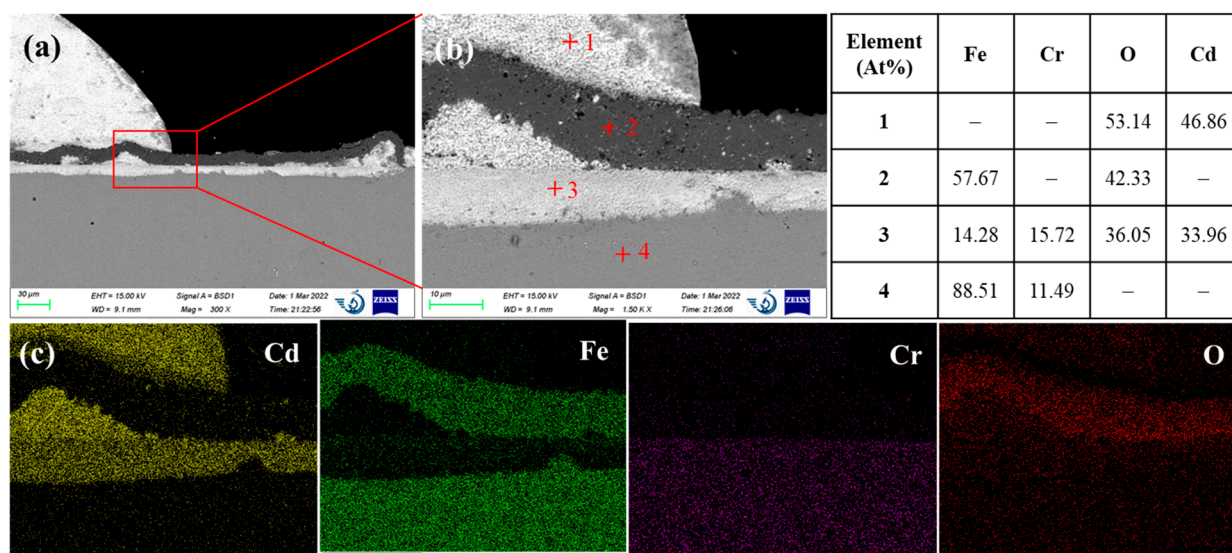 (a)
30 µm
EHT = 15.00 kV
WD = 9.1 mm
Signal A = BSD1
Mag = 300 X
Date: 1 Mar 2022
Time: 21:22:56
ZEISS
(b)
+ 1
+ 2
+ 3
+ 4
10 µm
EHT = 15.00 kV
WD = 9.1 mm
Signal A = BSD1
Mag = 1.50 K X
Date: 1 Mar 2022
Time: 21:26:06
ZEISS
Element (At%) Fe Cr O Cd
1 – – 53.14 46.86
2 57.67 – 42.33 –
3 14.28 15.72 36.05 33.96
4 88.51 11.49 – –
(c) Cd
Fe
Cr
O